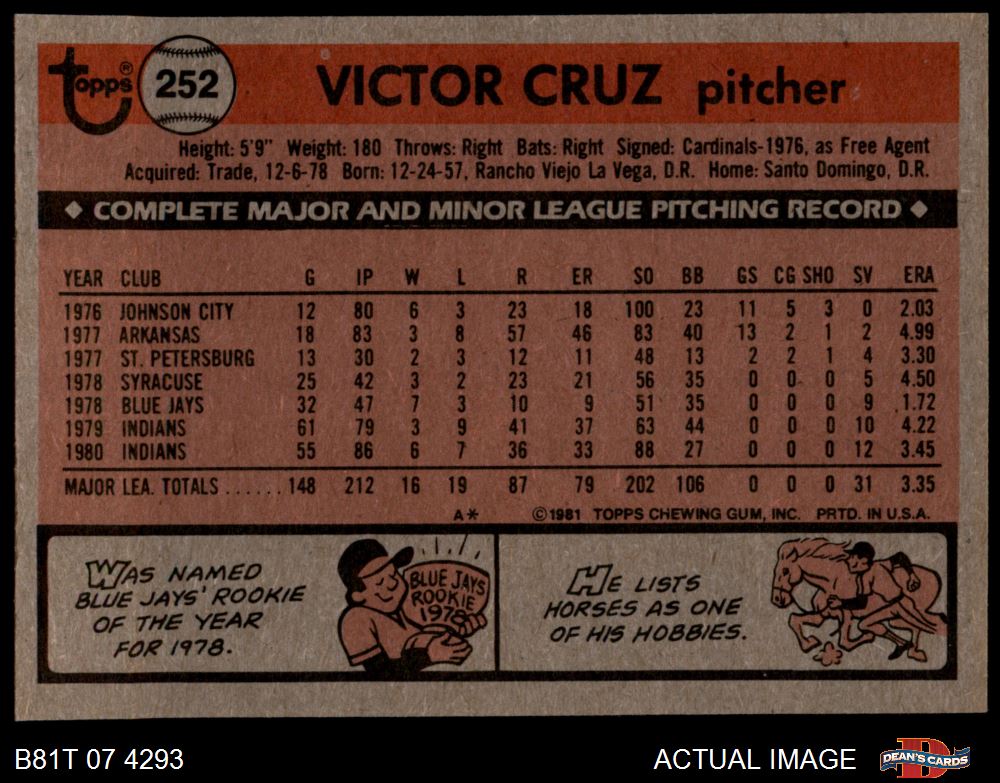 topps®
252
VICTOR CRUZ pitcher
Height: 5'9" Weight: 180 Throws: Right Bats: Right Signed: Cardinals-1976, as Free Agent
Acquired: Trade, 12-6-78 Born: 12-24-57, Rancho Viejo La Vega, D.R. Home: Santo Domingo, D.R.
◆ COMPLETE MAJOR AND MINOR LEAGUE PITCHING RECORD ◆
YEAR CLUB G IP W L R ER SO BB GS CG SHO SV ERA
1976 JOHNSON CITY 12 80 6 3 23 18 100 23 11 5 3 0 2.03
1977 ARKANSAS 18 83 3 8 57 46 83 40 13 2 1 2 4.99
1977 ST. PETERSBURG 13 30 2 3 12 11 48 13 2 2 1 4 3.30
1978 SYRACUSE 25 42 3 2 23 21 56 35 0 0 0 5 4.50
1978 BLUE JAYS 32 47 7 3 10 9 51 35 0 0 0 9 1.72
1979 INDIANS 61 79 3 9 41 37 63 44 0 0 0 10 4.22
1980 INDIANS 55 86 6 7 36 33 88 27 0 0 0 12 3.45
MAJOR LEA. TOTALS ...... 148 212 16 19 87 79 202 106 0 0 0 31 3.35
A* ©1981 TOPPS CHEWING GUM, INC. PRTD. IN U.S.A.
WAS NAMED
BLUE JAYS' ROOKIE
OF THE YEAR
FOR 1978.
BLUE JAYS
ROOKIE
1978
HE LISTS
HORSES AS ONE
OF HIS HOBBIES.
B81T 07 4293
ACTUAL IMAGE
DEAN'S CARDS